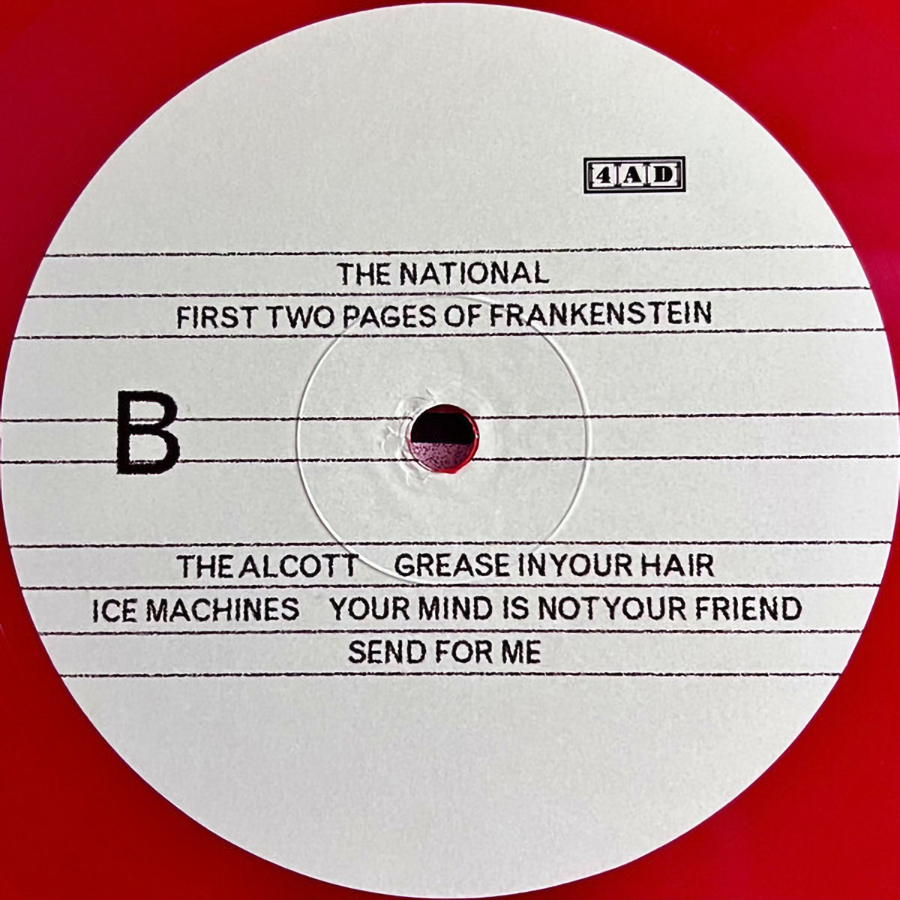 4AD
THE NATIONAL
FIRST TWO PAGES OF FRANKENSTEIN
B
THE ALCOTT GREASE IN YOUR HAIR
ICE MACHINES YOUR MIND IS NOT YOUR FRIEND
SEND FOR ME